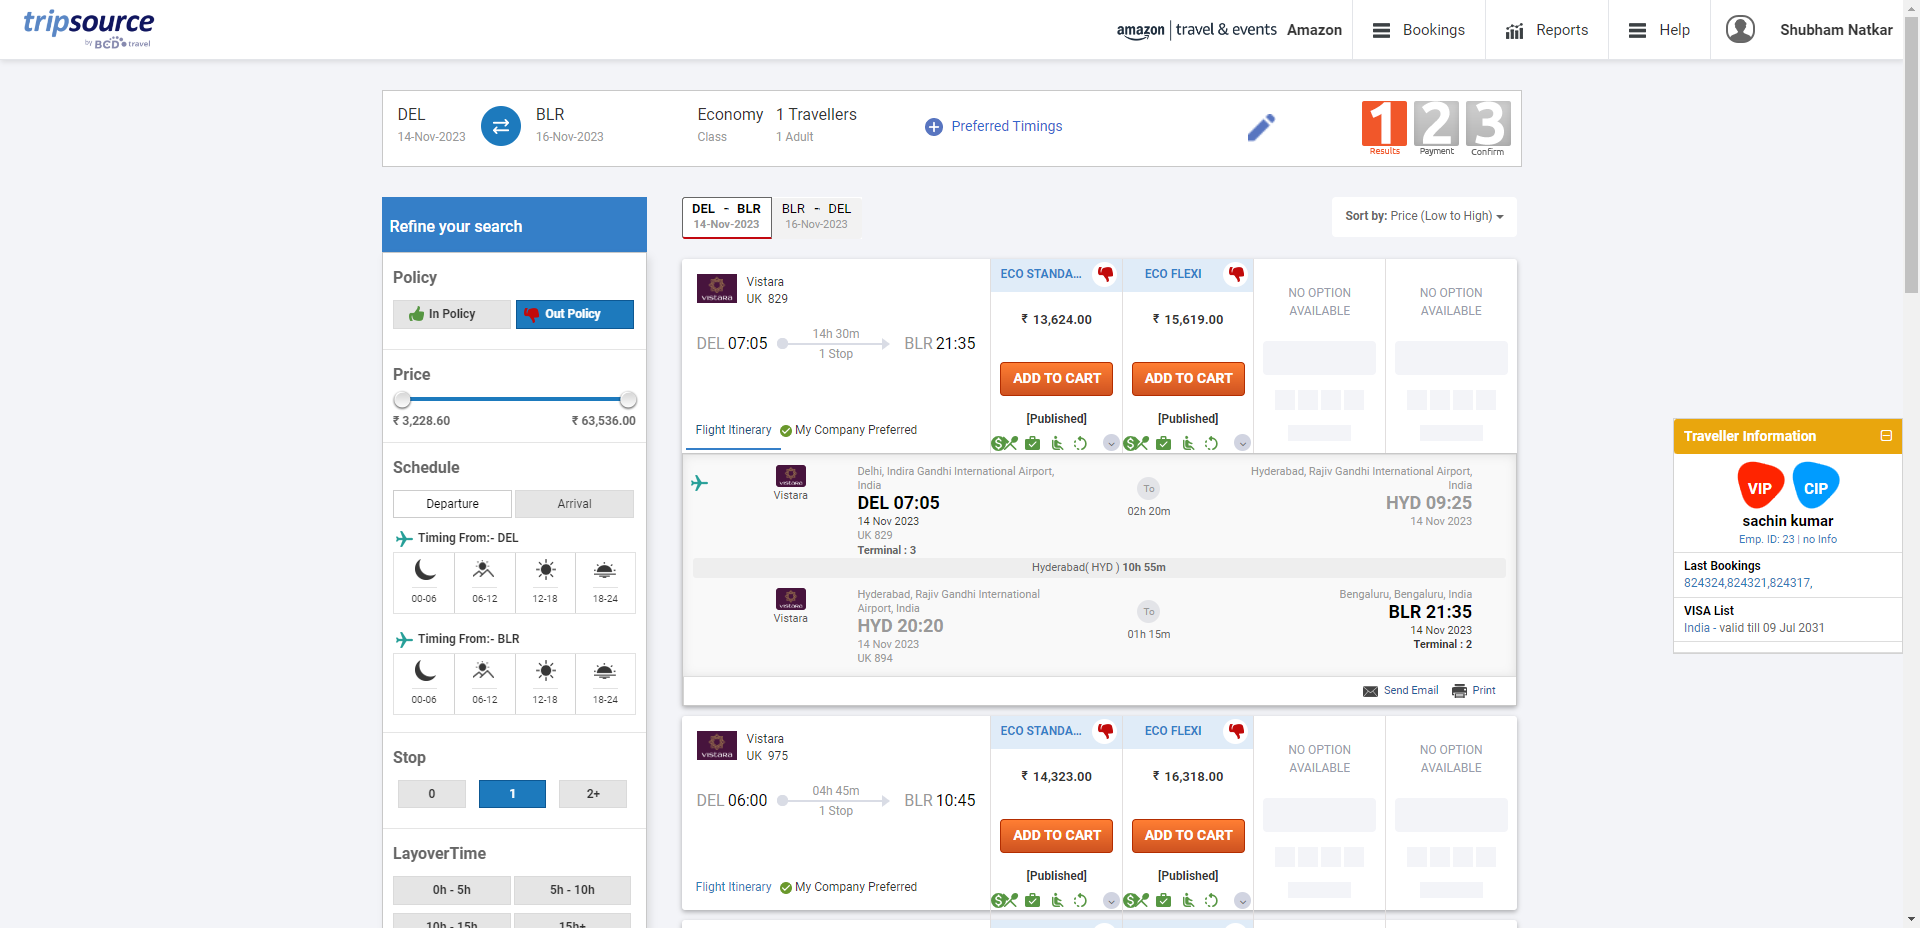 tripsource
by BCD travel
amazon | travel & events Amazon
Bookings
Reports
Help
Shubham Natkar
DEL
14-Nov-2023
BLR
16-Nov-2023
Economy
Class
1 Travellers
1 Adult
Preferred Timings
1
Results
2
Payment
3
Confirm
Refine your search
Policy
In Policy
Out Policy
Price
₹ 3,228.60
₹ 63,536.00
Schedule
Departure
Arrival
Timing From:- DEL
00-06
06-12
12-18
18-24
Timing From:- BLR
00-06
06-12
12-18
18-24
Stop
0
1
2+
LayoverTime
0h - 5h
5h - 10h
10h - 15h
15h+
DEL - BLR
14-Nov-2023
BLR - DEL
16-Nov-2023
Sort by: Price (Low to High)
VISTARA
Vistara
UK 829
DEL 07:05
14h 30m
1 Stop
BLR 21:35
Flight Itinerary
My Company Preferred
ECO STANDA...
₹ 13,624.00
ADD TO CART
[Published]
ECO FLEXI
₹ 15,619.00
ADD TO CART
[Published]
NO OPTION
AVAILABLE
NO OPTION
AVAILABLE
VISTARA
Vistara
Delhi, Indira Gandhi International Airport,
India
DEL 07:05
14 Nov 2023
UK 829
Terminal : 3
To
02h 20m
Hyderabad, Rajiv Gandhi International Airport,
India
HYD 09:25
14 Nov 2023
Hyderabad( HYD ) 10h 55m
VISTARA
Vistara
Hyderabad, Rajiv Gandhi International
Airport, India
HYD 20:20
14 Nov 2023
UK 894
To
01h 15m
Bengaluru, Bengaluru, India
BLR 21:35
14 Nov 2023
Terminal : 2
Send Email
Print
VISTARA
Vistara
UK 975
DEL 06:00
04h 45m
1 Stop
BLR 10:45
Flight Itinerary
My Company Preferred
ECO STANDA...
₹ 14,323.00
ADD TO CART
[Published]
ECO FLEXI
₹ 16,318.00
ADD TO CART
[Published]
NO OPTION
AVAILABLE
NO OPTION
AVAILABLE
Traveller Information
VIP
CIP
sachin kumar
Emp. ID: 23 | no Info
Last Bookings
824324,824321,824317,
VISA List
India - valid till 09 Jul 2031